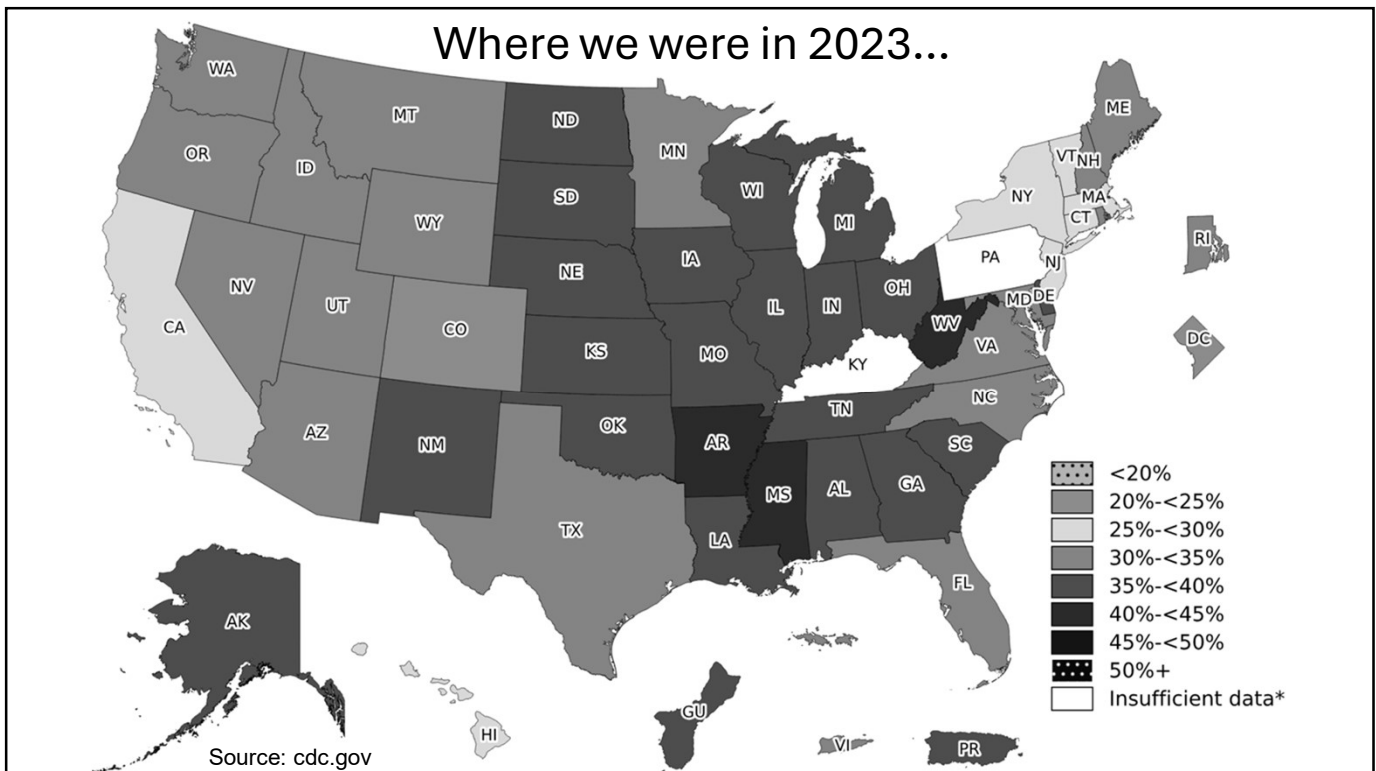 Where we were in 2023...
WA
MT
ND
MN
ME
OR
ID
SD
WI
MI
VT
NH
NY
MA
CT
RI
WY
NE
IA
PA
NJ
NV
UT
CO
IL
IN
OH
MD
DE
DC
CA
KS
MO
WV
VA
KY
NC
AZ
NM
OK
TN
AR
SC
MS
AL
GA
TX
LA
FL
AK
HI
GU
VI
PR
<20%
20%-<25%
25%-<30%
30%-<35%
35%-<40%
40%-<45%
45%-<50%
50%+
Insufficient data*
Source: cdc.gov